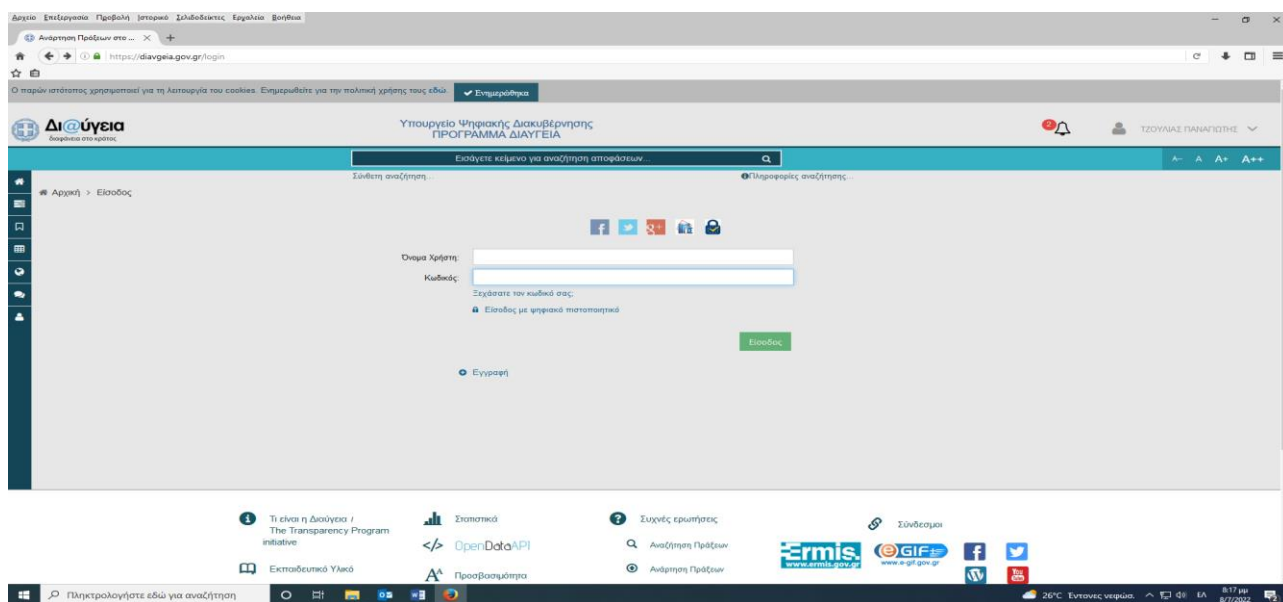 Αρχείο Επεξεργασία Προβολή Ιστορικό Σελιδοδείκτες Εργαλεία Βοήθεια
Ανάρτηση Πράξεων στο ...
https://diavgeia.gov.gr/login
Ο παρών ιστότοπος χρησιμοποιεί για τη λειτουργία του cookies. Ενημερωθείτε για την πολιτική χρήσης τους εδώ. Ενημερώθηκα
Δι@ύγεια
διαφάνεια στο κράτος
Υπουργείο Ψηφιακής Διακυβέρνησης
ΠΡΟΓΡΑΜΜΑ ΔΙΑΥΓΕΙΑ
2
ΤΖΟΥΛΙΑΣ ΠΑΝΑΓΙΩΤΗΣ
Εισάγετε κείμενο για αναζήτηση αποφάσεων...
A- A A+ A++
Σύνθετη αναζήτηση...
Πληροφορίες αναζήτησης...
Αρχική > Είσοδος
Όνομα Χρήστη:
Κωδικός:
Ξεχάσατε τον κωδικό σας;
Είσοδος με ψηφιακό πιστοποιητικό
Είσοδος
Εγγραφή
Τι είναι η Διαύγεια /
The Transparency Program
initiative
Εκπαιδευτικό Υλικό
Στατιστικά
OpenDataAPI
Προσβασιμότητα
Συχνές ερωτήσεις
Αναζήτηση Πράξεων
Ανάρτηση Πράξεων
Σύνδεσμοι
Ermis.
www.ermis.gov.gr
eGIF
www.e-gif.gov.gr
You
Πληκτρολογήστε εδώ για αναζήτηση
26°C Έντονες νεφώσ.
ΕΛ
8:17 μμ
8/7/2022